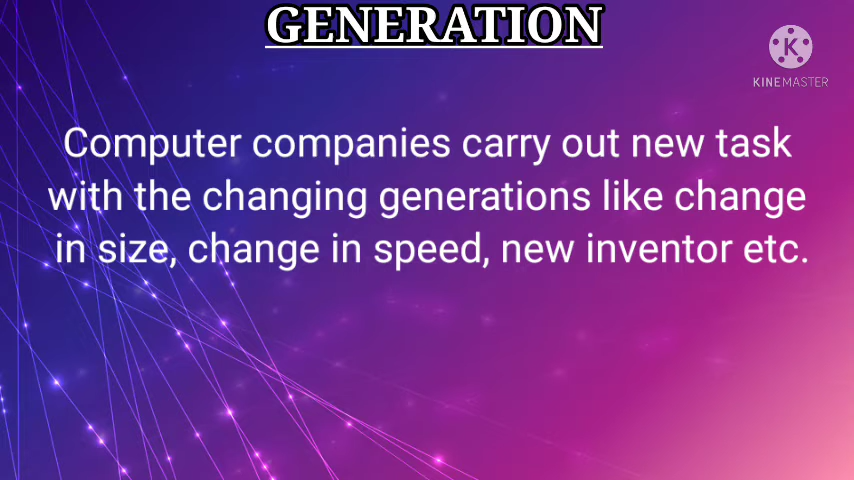 GENERATION
K
KINEMASTER
Computer companies carry out new task
with the changing generations like change
in size, change in speed, new inventor etc.